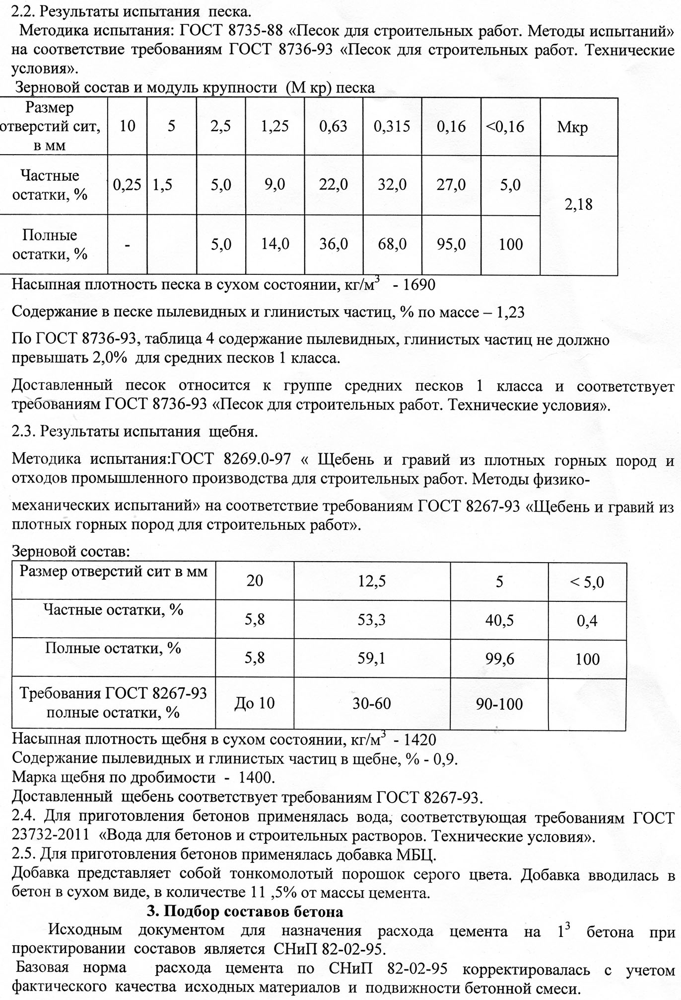 2.2. Результаты испытания песка.
Методика испытания: ГОСТ 8735-88 «Песок для строительных работ. Методы испытаний»
на соответствие требованиям ГОСТ 8736-93 «Песок для строительных работ. Технические
условия».
Зерновой состав и модуль крупности (М кр) песка
Размер отверстий сит, в мм 10 5 2,5 1,25 0,63 0,315 0,16 <0,16 Мкр
Частные остатки, % 0,25 1,5 5,0 9,0 22,0 32,0 27,0 5,0 2,18
Полные остатки, % - 5,0 14,0 36,0 68,0 95,0 100
Насыпная плотность песка в сухом состоянии, кг/м³ - 1690
Содержание в песке пылевидных и глинистых частиц, % по массе – 1,23
По ГОСТ 8736-93, таблица 4 содержание пылевидных, глинистых частиц не должно
превышать 2,0% для средних песков 1 класса.
Доставленный песок относится к группе средних песков 1 класса и соответствует
требованиям ГОСТ 8736-93 «Песок для строительных работ. Технические условия».
2.3. Результаты испытания щебня.
Методика испытания:ГОСТ 8269.0-97 « Щебень и гравий из плотных горных пород и
отходов промышленного производства для строительных работ. Методы физико-
механических испытаний» на соответствие требованиям ГОСТ 8267-93 «Щебень и гравий из
плотных горных пород для строительных работ».
Зерновой состав:
Размер отверстий сит в мм 20 12,5 5 < 5,0
Частные остатки, % 5,8 53,3 40,5 0,4
Полные остатки, % 5,8 59,1 99,6 100
Требования ГОСТ 8267-93 полные остатки, % До 10 30-60 90-100
Насыпная плотность щебня в сухом состоянии, кг/м³ - 1420
Содержание пылевидных и глинистых частиц в щебне, % - 0,9.
Марка щебня по дробимости - 1400.
Доставленный щебень соответствует требованиям ГОСТ 8267-93.
2.4. Для приготовления бетонов применялась вода, соответствующая требованиям ГОСТ
23732-2011 «Вода для бетонов и строительных растворов. Технические условия».
2.5. Для приготовления бетонов применялась добавка МБЦ.
Добавка представляет собой тонкомолотый порошок серого цвета. Добавка вводилась в
бетон в сухом виде, в количестве 11 ,5% от массы цемента.
3. Подбор составов бетона
Исходным документом для назначения расхода цемента на 1³ бетона при
проектировании составов является СНиП 82-02-95.
Базовая норма расхода цемента по СНиП 82-02-95 корректировалась с учетом
фактического качества исходных материалов и подвижности бетонной смеси.